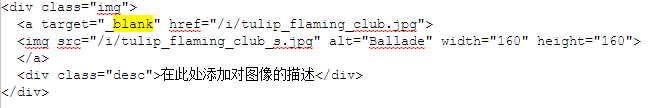 <div class="img">
<a target="_blank" href="/i/tulip_flaming_club.jpg">
<img src="/i/tulip_flaming_club_s.jpg" alt="Ballade" width="160" height="160">
</a>
<div class="desc">在此处添加对图像的描述</div>
</div>